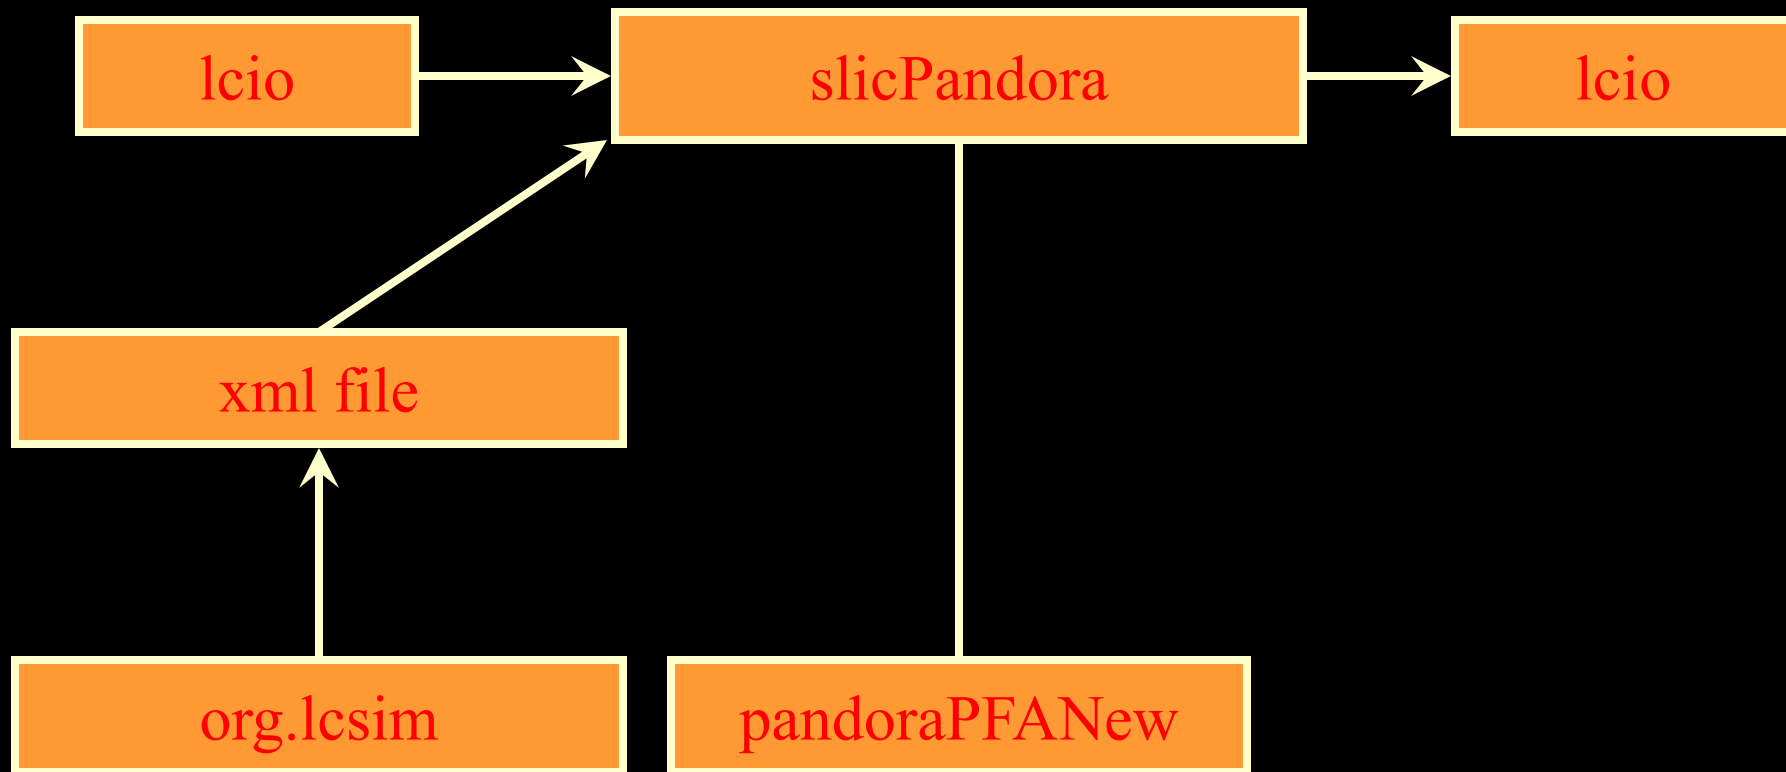 lcio
slicPandora
lcio
xml file
org.lcsim
pandoraPFANew